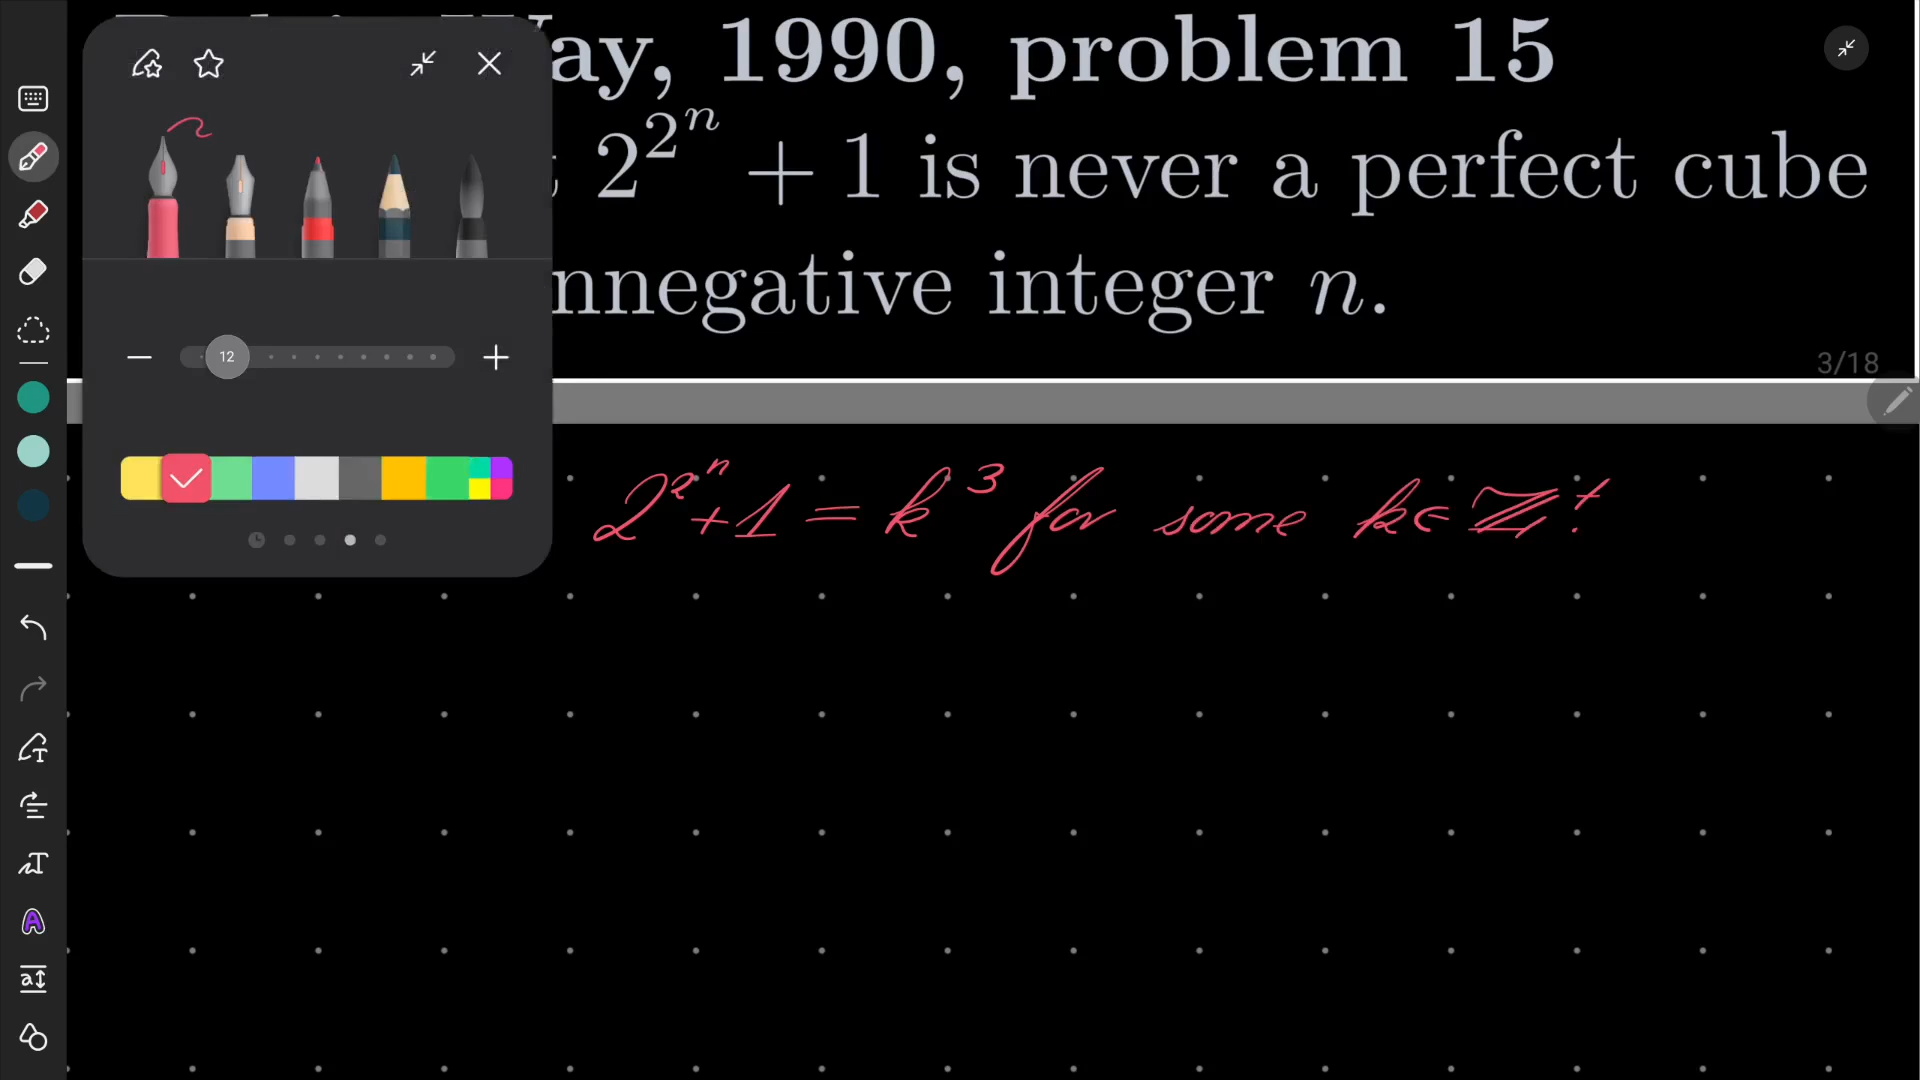 ay, 1990, problem 15
2^{2^n} + 1 is never a perfect cube
nnegative integer n.
3/18
12
2^{2^n}+1 = k^3 for some k∈ℤ^+.